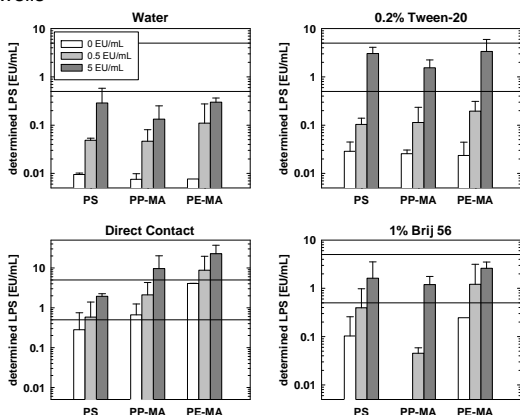 Water
0.2% Tween-20
10
1
0.1
0.01
determined LPS [EU/mL]
0 EU/mL
0.5 EU/mL
5 EU/mL
PS PP-MA PE-MA
10
1
0.1
0.01
determined LPS [EU/mL]
PS PP-MA PE-MA
Direct Contact
1% Brij 56
10
1
0.1
0.01
determined LPS [EU/mL]
PS PP-MA PE-MA
10
1
0.1
0.01
determined LPS [EU/mL]
PS PP-MA PE-MA